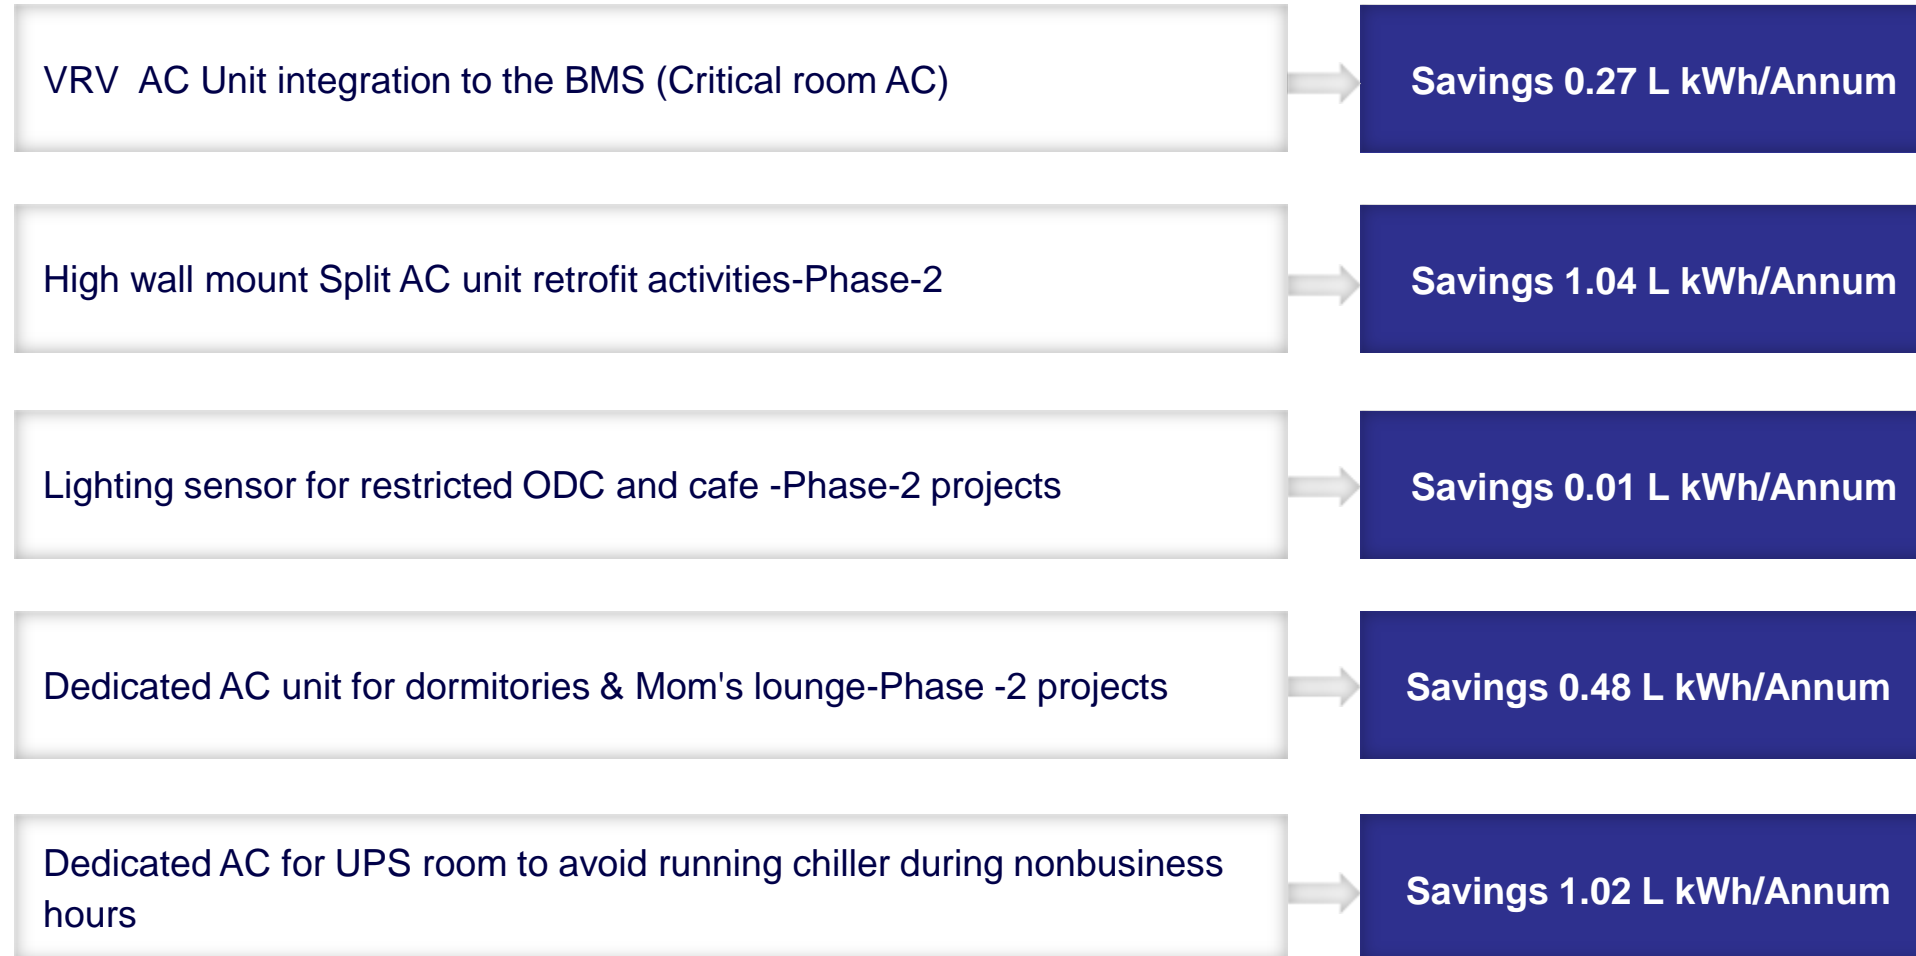 VRV AC Unit integration to the BMS (Critical room AC)
Savings 0.27 L kWh/Annum
High wall mount Split AC unit retrofit activities-Phase-2
Savings 1.04 L kWh/Annum
Lighting sensor for restricted ODC and cafe -Phase-2 projects
Savings 0.01 L kWh/Annum
Dedicated AC unit for dormitories & Mom's lounge-Phase -2 projects
Savings 0.48 L kWh/Annum
Dedicated AC for UPS room to avoid running chiller during nonbusiness
hours
Savings 1.02 L kWh/Annum